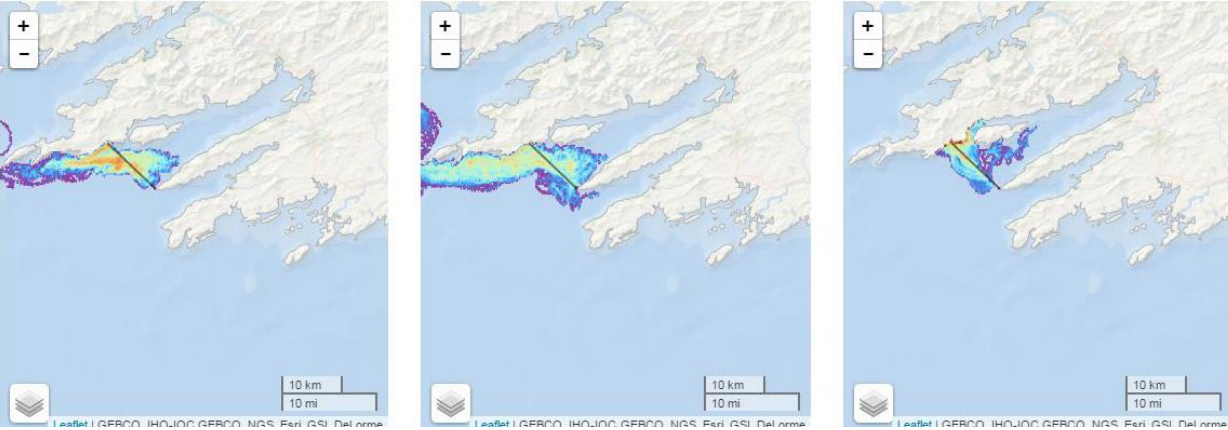 +
−
+
−
+
−
10 km
10 mi
10 km
10 mi
10 km
10 mi
Leaflet | GEBCO, IHO-IOC GEBCO, NGS, Esri, GSI, DeLorme
Leaflet | GEBCO, IHO-IOC GEBCO, NGS, Esri, GSI, DeLorme
Leaflet | GEBCO, IHO-IOC GEBCO, NGS, Esri, GSI, DeLorme